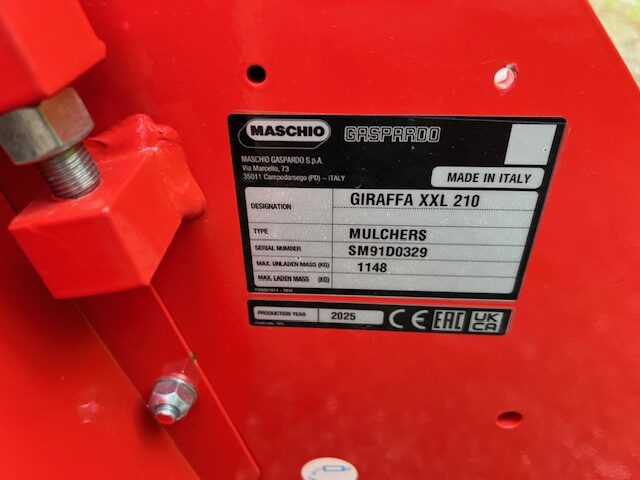 MASCHIO GASPARDO
MASCHIO GASPARDO S.p.A.
Via Marcello, 73
35011 Campodarsego (PD) - ITALY
MADE IN ITALY
DESIGNATION GIRAFFA XXL 210
TYPE MULCHERS
SERIAL NUMBER SM91D0329
MAX. UNLADEN MASS (KG) 1148
MAX. LADEN MASS (KG)
PRODUCTION YEAR 2025 CE EAC UK CA